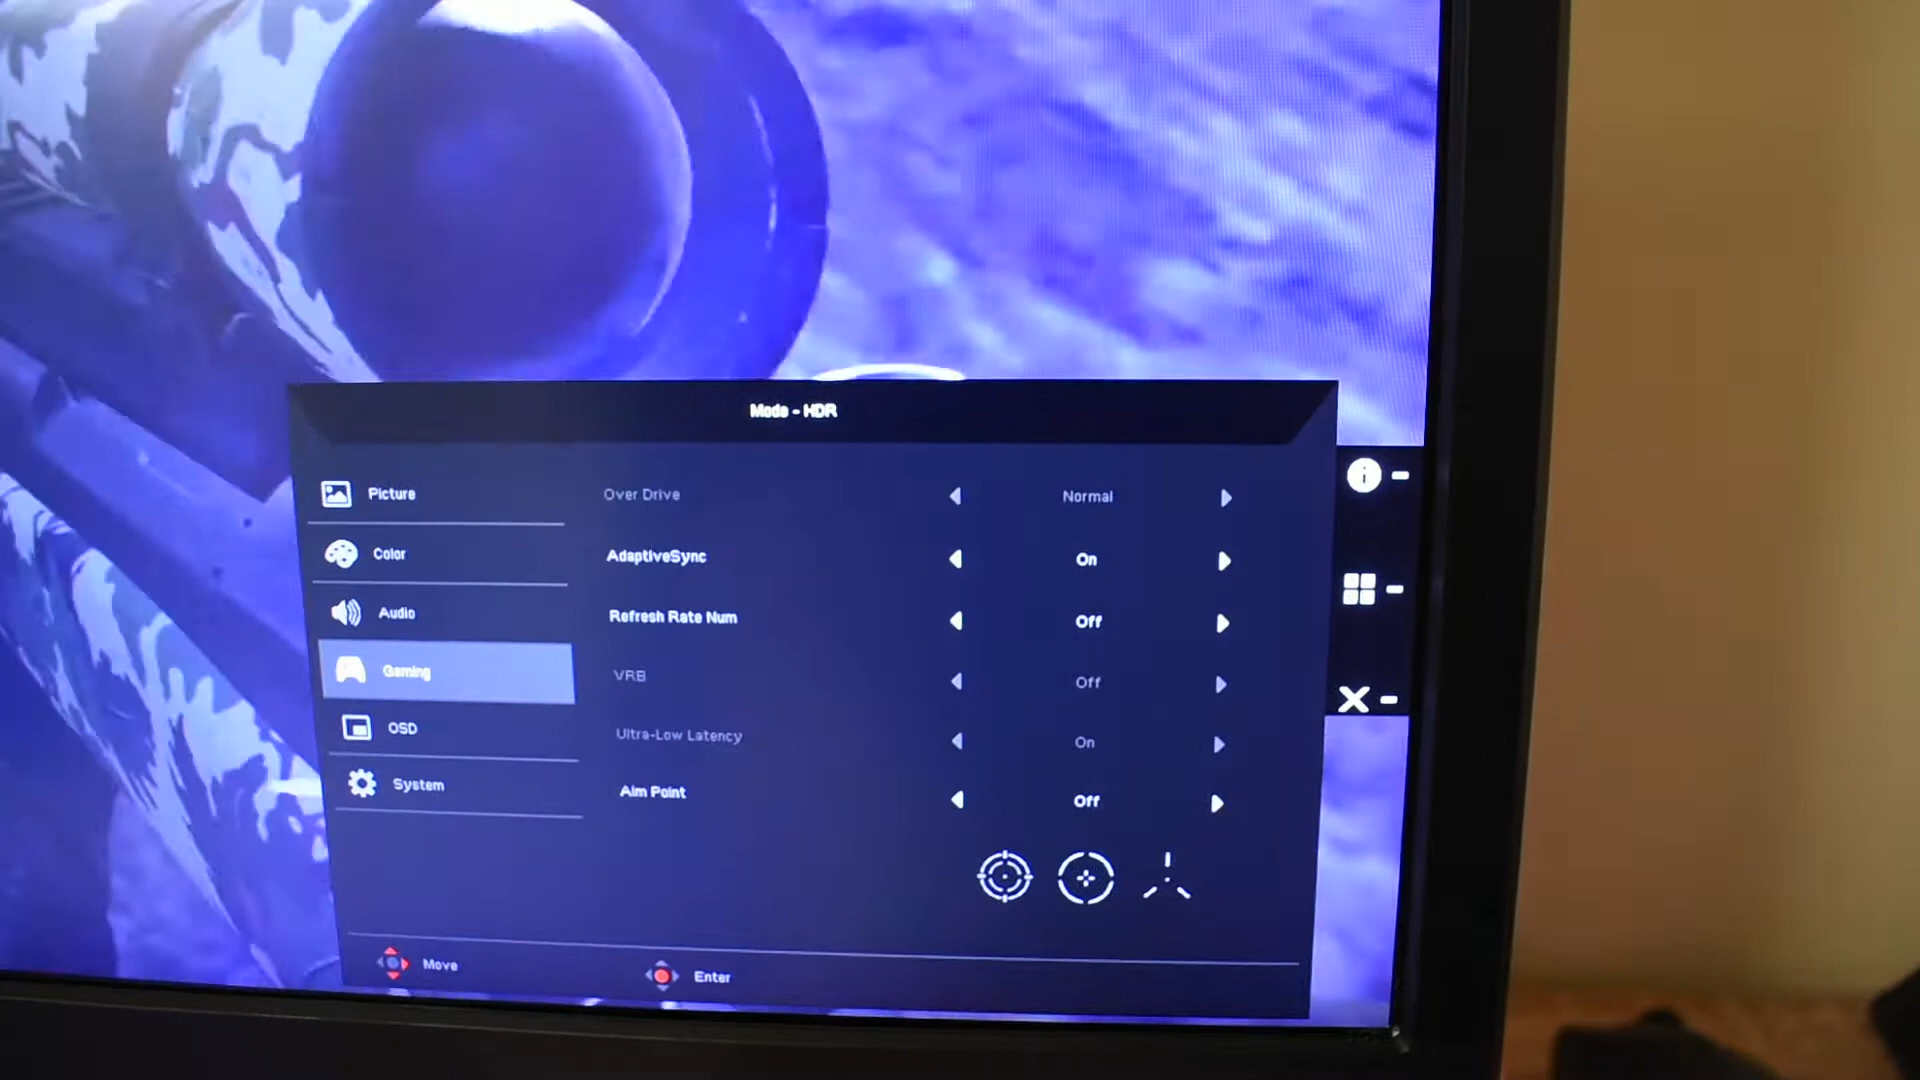 Mode - HDR
Picture
Over Drive
Normal
Color
AdaptiveSync
On
Audio
Refresh Rate Num
Off
Gaming
VRB
Off
OSD
Ultra-Low Latency
On
System
Aim Point
Off
Move
Enter